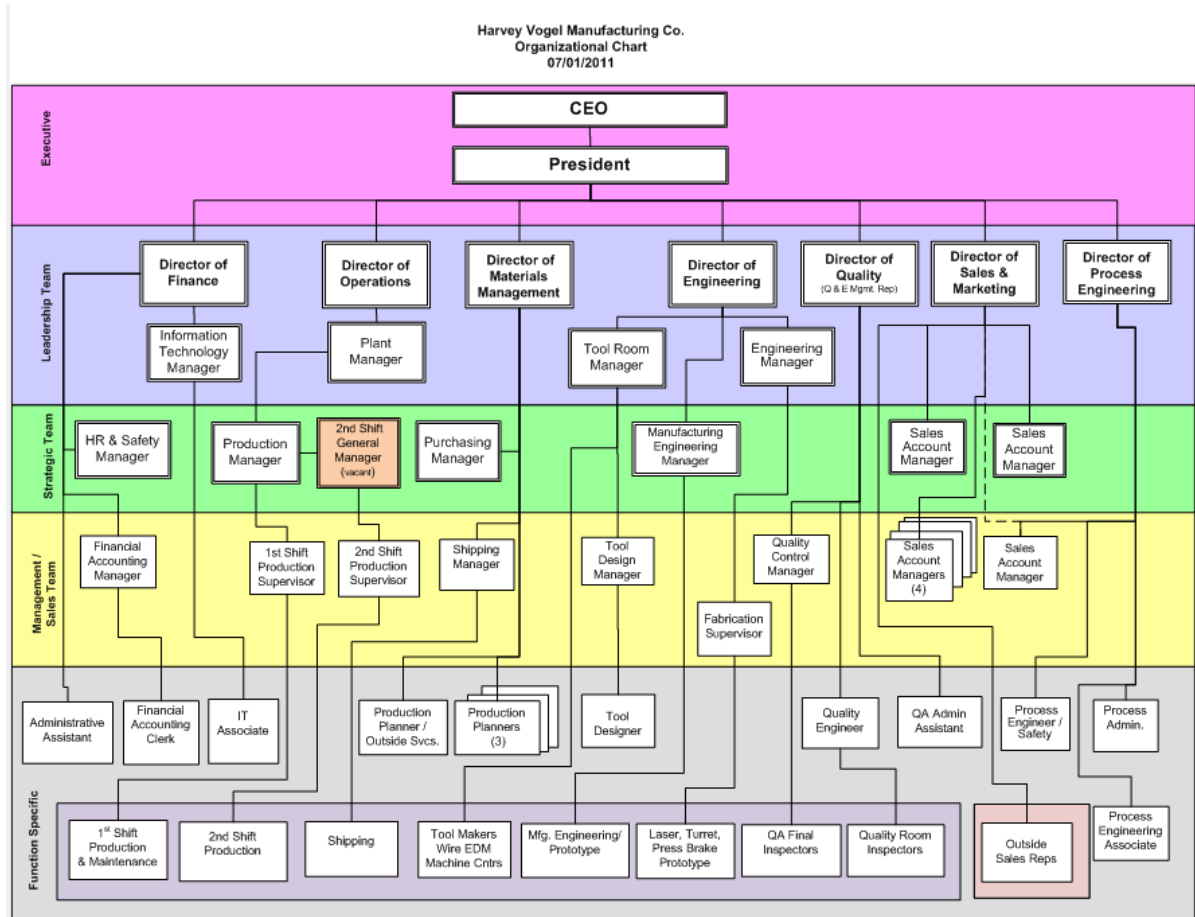 Harvey Vogel Manufacturing Co.
Organizational Chart
07/01/2011
Executive
CEO
President
Leadership Team
Director of
Finance
Director of
Operations
Director of
Materials
Management
Director of
Engineering
Director of
Quality
(Q & E Mgmt. Rep)
Director of
Sales &
Marketing
Director of
Process
Engineering
Information
Technology
Manager
Plant
Manager
Tool Room
Manager
Engineering
Manager
Strategic Team
HR & Safety
Manager
Production
Manager
2nd Shift
General
Manager
(vacant)
Purchasing
Manager
Manufacturing
Engineering
Manager
Sales
Account
Manager
Sales
Account
Manager
Management /
Sales Team
Financial
Accounting
Manager
1st Shift
Production
Supervisor
2nd Shift
Production
Supervisor
Shipping
Manager
Tool
Design
Manager
Quality
Control
Manager
Sales
Account
Managers
(4)
Sales
Account
Manager
Fabrication
Supervisor
Function Specific
Administrative
Assistant
Financial
Accounting
Clerk
IT
Associate
Production
Planner /
Outside Svcs.
Production
Planners
(3)
Tool
Designer
Quality
Engineer
QA Admin
Assistant
Process
Engineer /
Safety
Process
Admin.
1st Shift
Production
& Maintenance
2nd Shift
Production
Shipping
Tool Makers
Wire EDM
Machine Cntrs
Mfg. Engineering/
Prototype
Laser, Turret,
Press Brake
Prototype
QA Final
Inspectors
Quality Room
Inspectors
Outside
Sales Reps
Process
Engineering
Associate